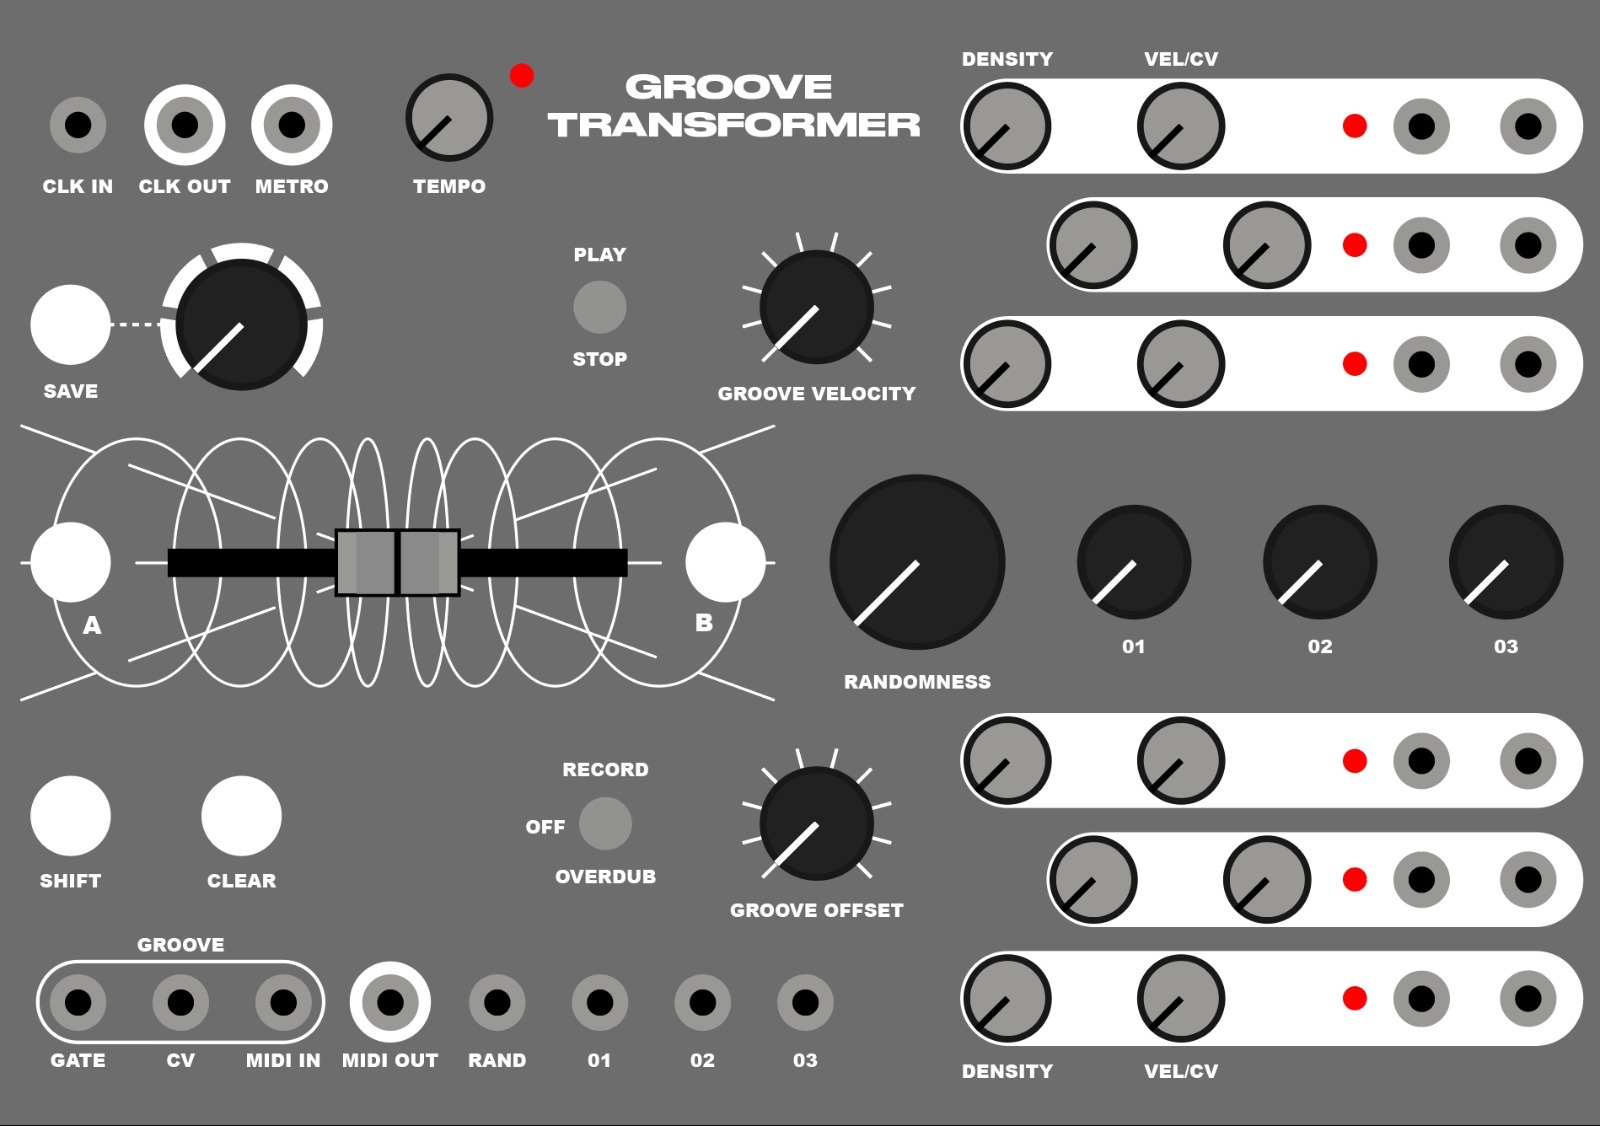 GROOVE
TRANSFORMER
DENSITY
VEL/CV
CLK IN
CLK OUT
METRO
TEMPO
PLAY
STOP
SAVE
GROOVE VELOCITY
A
B
RANDOMNESS
01
02
03
RECORD
OFF
OVERDUB
SHIFT
CLEAR
GROOVE OFFSET
GROOVE
GATE
CV
MIDI IN
MIDI OUT
RAND
01
02
03
DENSITY
VEL/CV